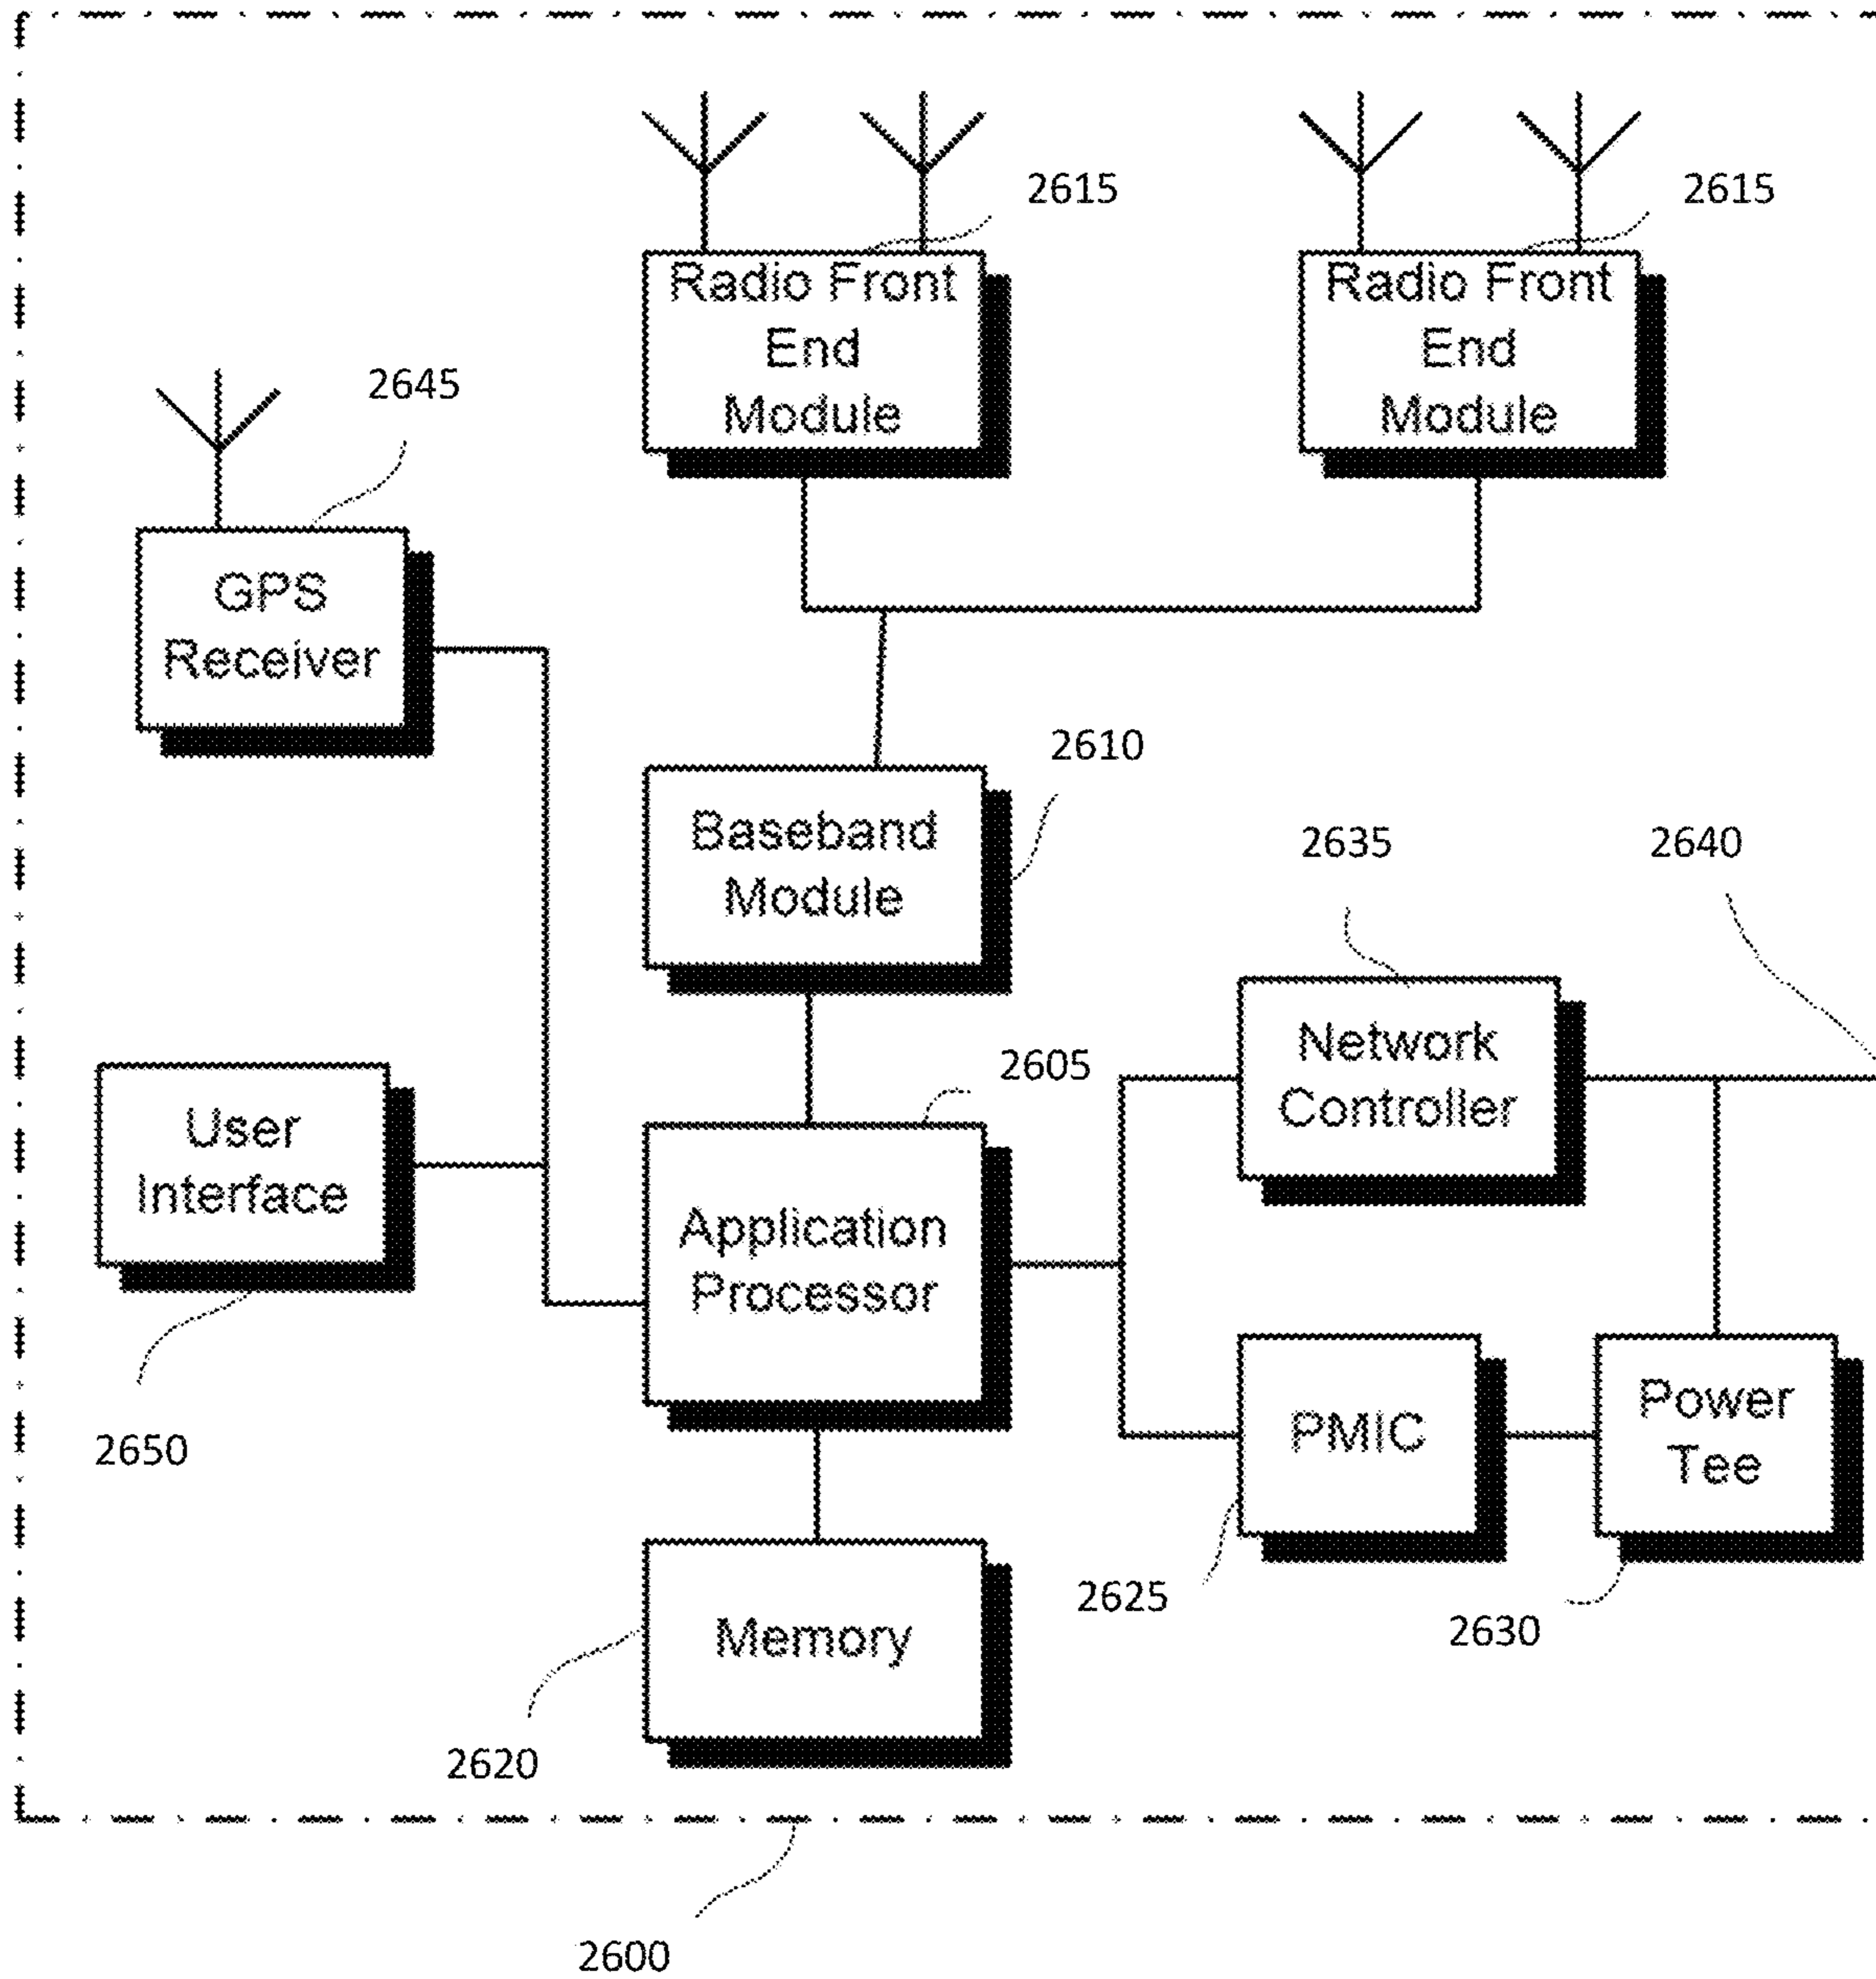 2615
2615
Radio Front
End
Module
Radio Front
End
Module
2645
GPS
Receiver
2610
Baseband
Module
2635
2640
Network
Controller
2605
User
Interface
Application
Processor
PMIC
Power
Tee
2650
2625
2630
Memory
2620
2600